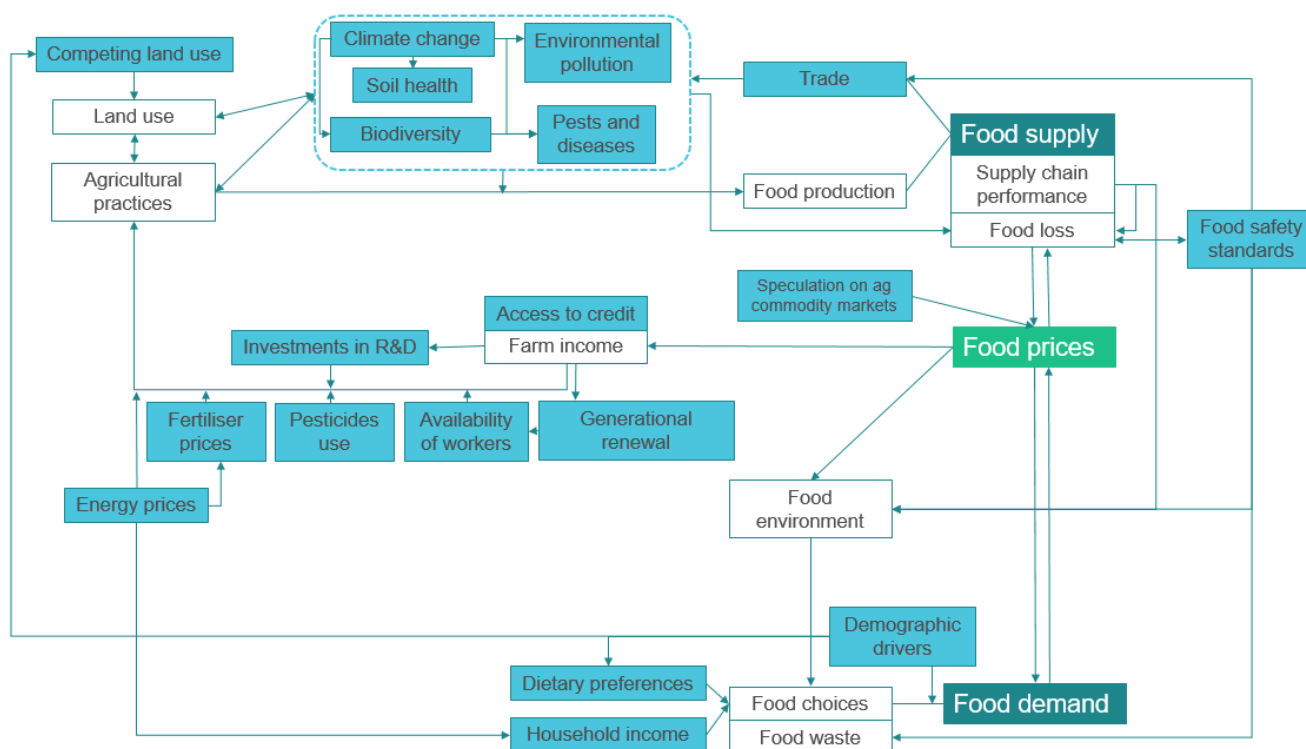 Competing land use
Climate change
Environmental
pollution
Soil health
Trade
Land use
Biodiversity
Pests and
diseases
Food supply
Agricultural
practices
Food production
Supply chain
performance
Food loss
Food safety
standards
Speculation on ag
commodity markets
Access to credit
Farm income
Investments in R&D
Food prices
Fertiliser
prices
Pesticides
use
Availability
of workers
Generational
renewal
Energy prices
Food
environment
Demographic
drivers
Dietary preferences
Food choices
Food demand
Household income
Food waste